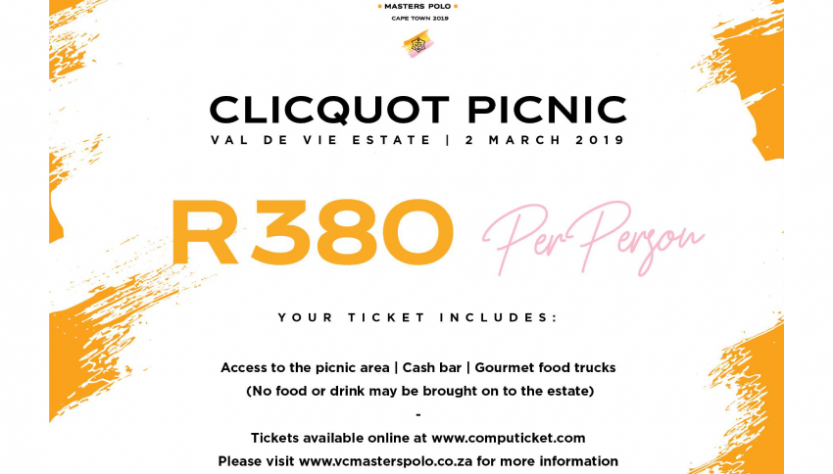 MASTERS POLO
CAPE TOWN 2019
CLICQUOT PICNIC
VAL DE VIE ESTATE | 2 MARCH 2019
R380 Per Person
YOUR TICKET INCLUDES:
Access to the picnic area | Cash bar | Gourmet food trucks
(No food or drink may be brought on to the estate)
-
Tickets available online at www.computicket.com
Please visit www.vcmasterspolo.co.za for more information